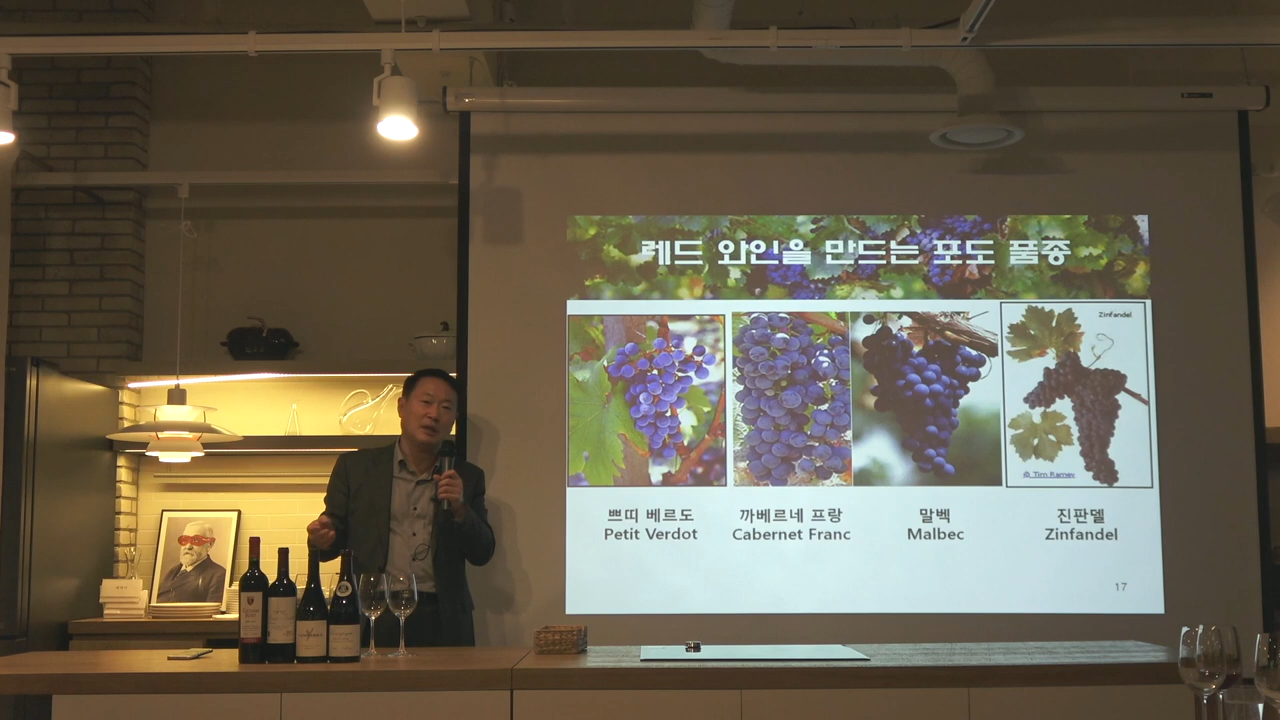 레드 와인을 만드는 포도 품종
Zinfandel
© Tim Ramey
쁘띠 베르도
Petit Verdot
까베르네 프랑
Cabernet Franc
말벡
Malbec
진판델
Zinfandel
17